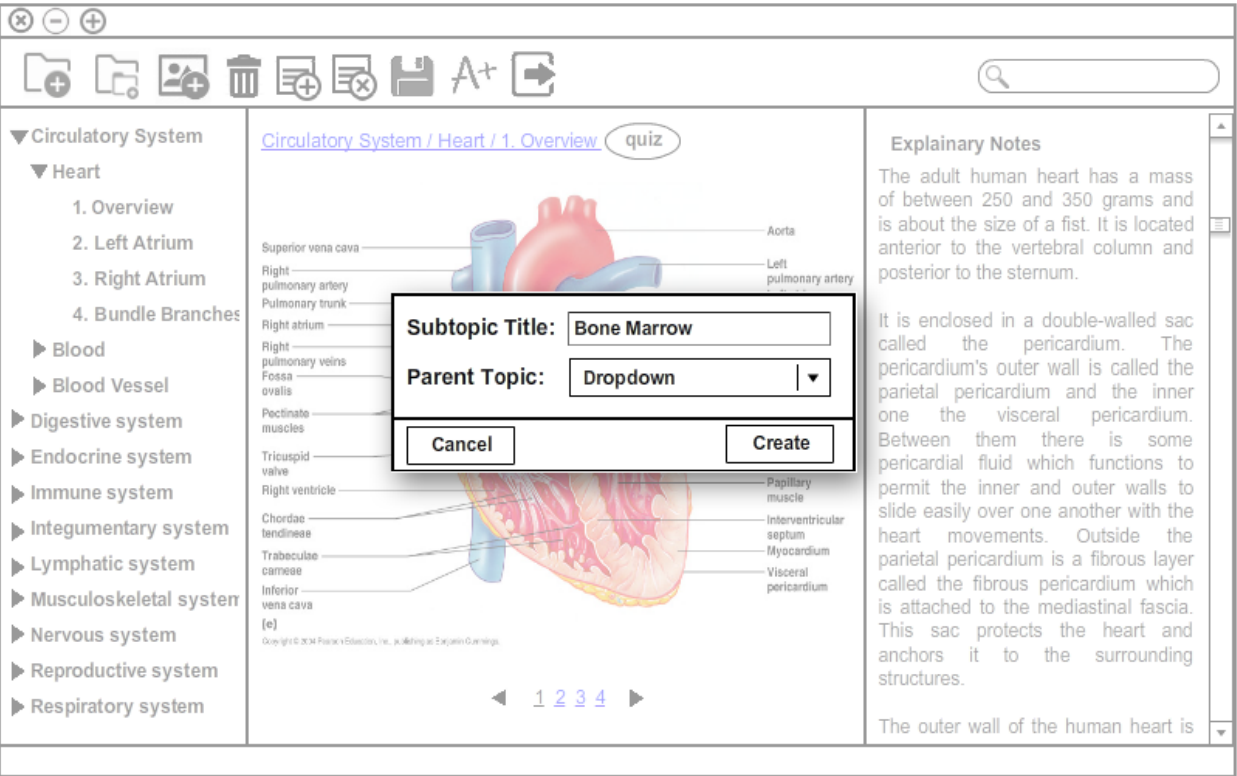 A+
Circulatory System
Heart
1. Overview
2. Left Atrium
3. Right Atrium
4. Bundle Branches
Blood
Blood Vessel
Digestive system
Endocrine system
Immune system
Integumentary system
Lymphatic system
Musculoskeletal system
Nervous system
Reproductive system
Respiratory system
Circulatory System / Heart / 1. Overview
quiz
Superior vena cava
Right
pulmonary artery
Pulmonary trunk
Right atrium
Right
pulmonary veins
Fossa
ovalis
Pectinate
muscles
Tricuspid
valve
Right ventricle
Chordae
tendineae
Trabeculae
carneae
Inferior
vena cava
(e)
Copyright © 2004 Pearson Education, Inc., publishing as Benjamin Cummings.
Aorta
Left
pulmonary artery
Papillary
muscle
Interventricular
septum
Myocardium
Visceral
pericardium
Subtopic Title: Bone Marrow
Parent Topic: Dropdown
Cancel Create
1 2 3 4
Explainary Notes
The adult human heart has a mass
of between 250 and 350 grams and
is about the size of a fist. It is located
anterior to the vertebral column and
posterior to the sternum.
It is enclosed in a double-walled sac
called the pericardium. The
pericardium's outer wall is called the
parietal pericardium and the inner
one the visceral pericardium.
Between them there is some
pericardial fluid which functions to
permit the inner and outer walls to
slide easily over one another with the
heart movements. Outside the
parietal pericardium is a fibrous layer
called the fibrous pericardium which
is attached to the mediastinal fascia.
This sac protects the heart and
anchors it to the surrounding
structures.
The outer wall of the human heart is